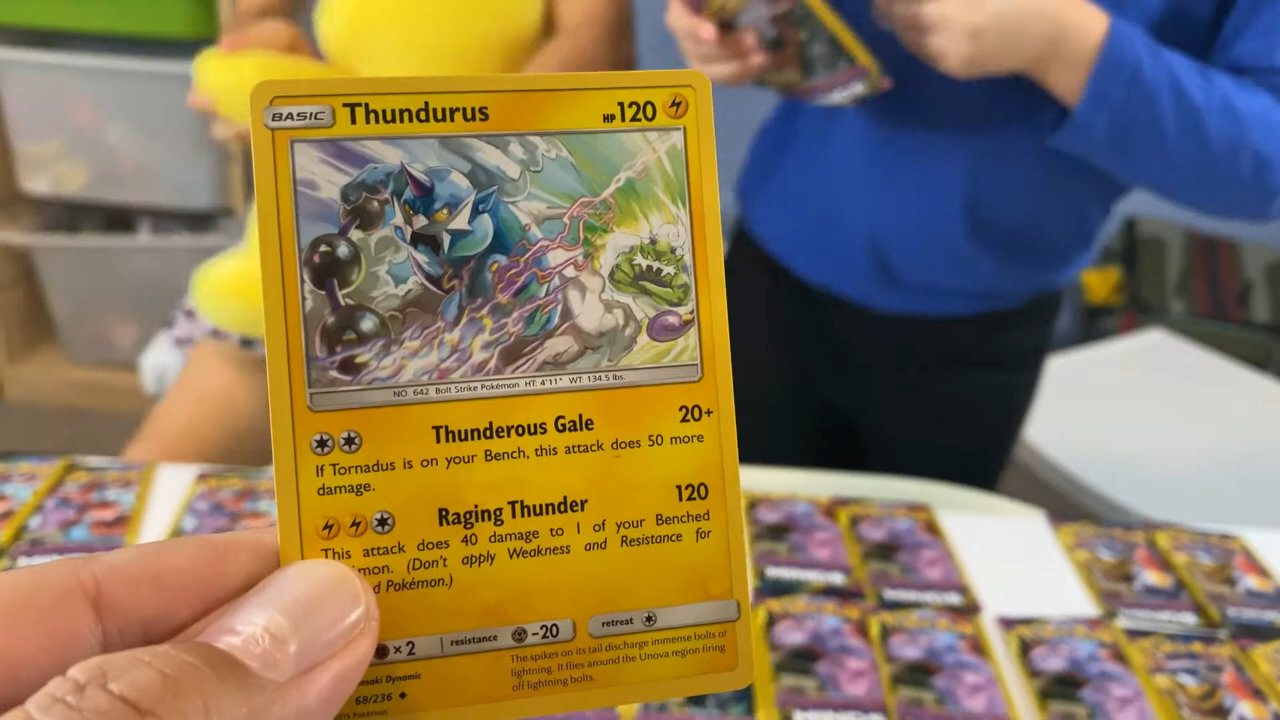 BASIC Thundurus HP 120
NO. 642 Bolt Strike Pokémon HT: 4'11" WT: 134.5 lbs.
Thunderous Gale 20+
If Tornadus is on your Bench, this attack does 50 more
damage.
Raging Thunder 120
This attack does 40 damage to 1 of your Benched
mon. (Don't apply Weakness and Resistance for
d Pokémon.)
×2 resistance -20 retreat
The spikes on its tail discharge immense bolts of
lightning. It flies around the Unova region firing
off lightning bolts.
esaki Dynamic
68/236